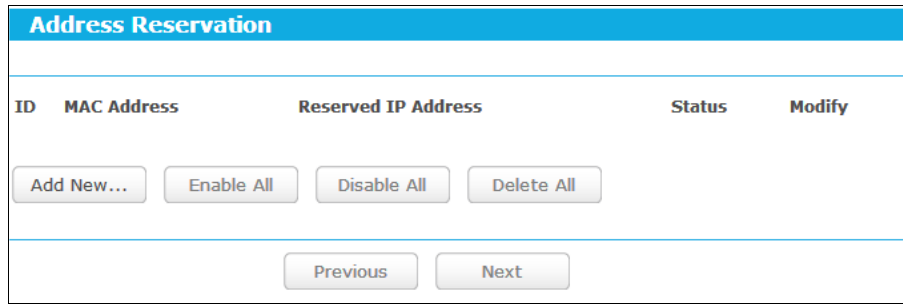 Address Reservation
ID MAC Address Reserved IP Address Status Modify
Add New... Enable All Disable All Delete All
Previous Next